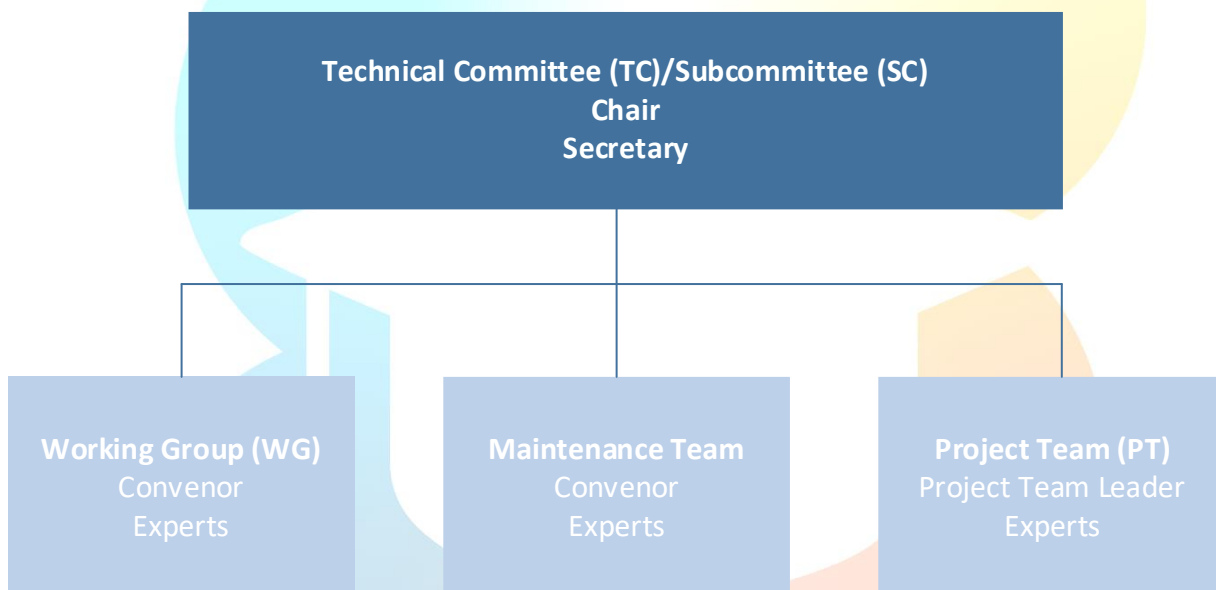 Technical Committee (TC)/Subcommittee (SC)
Chair
Secretary
Working Group (WG)
Convenor
Experts
Maintenance Team
Convenor
Experts
Project Team (PT)
Project Team Leader
Experts